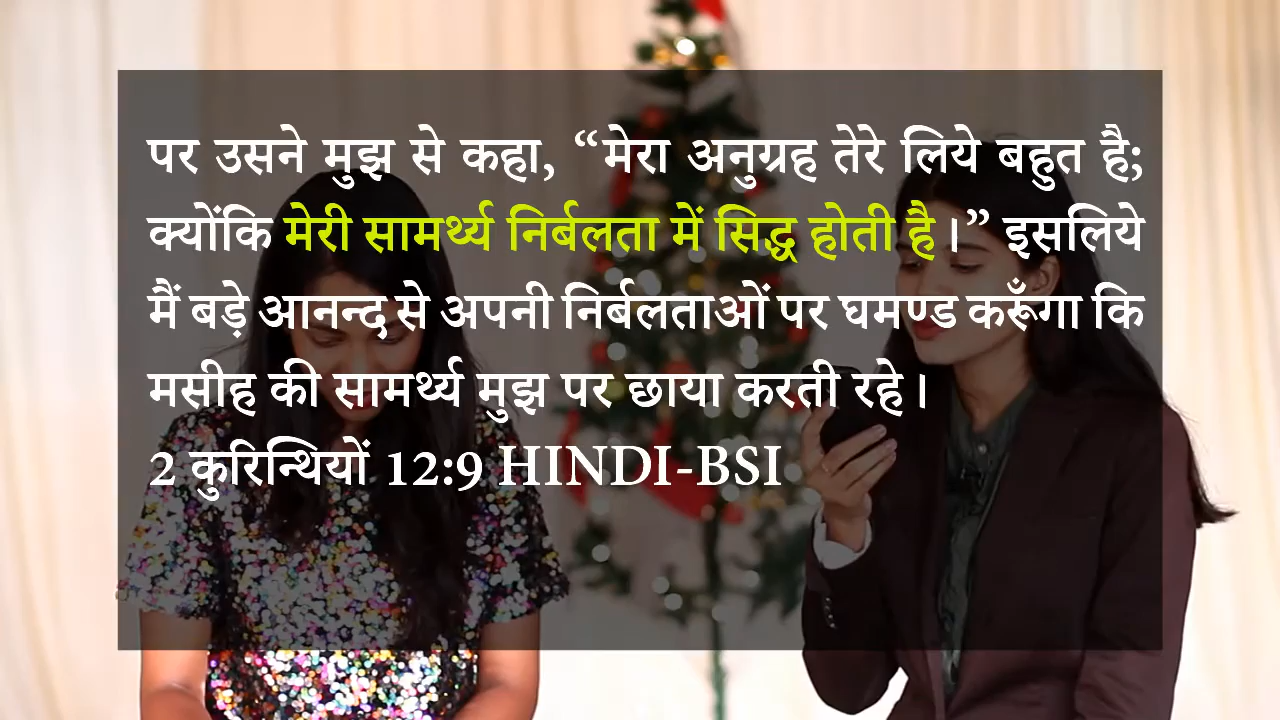 पर उसने मुझ से कहा, “मेरा अनुग्रह तेरे लिये बहुत है;
क्योंकि मेरी सामर्थ्य निर्बलता में सिद्ध होती है।” इसलिये
मैं बड़े आनन्द से अपनी निर्बलताओं पर घमण्ड करूँगा कि
मसीह की सामर्थ्य मुझ पर छाया करती रहे।
2 कुरिन्थियों 12:9 HINDI-BSI